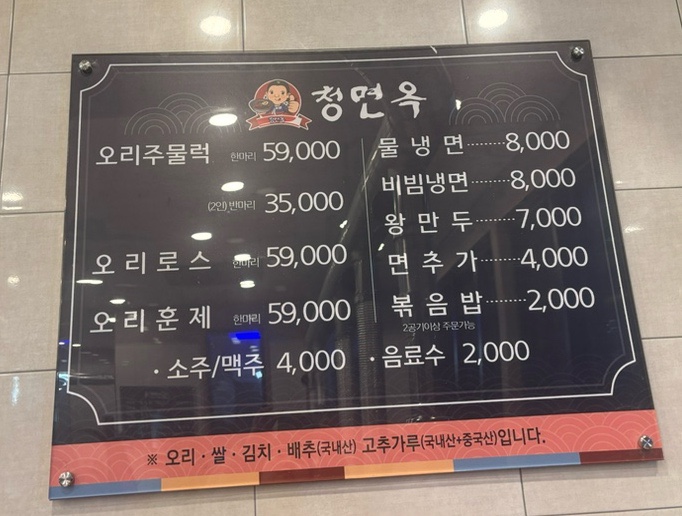 청면옥
오리주물럭 한마리 59,000
(2인) 반마리 35,000
오리로스 한마리 59,000
오리훈제 한마리 59,000
물냉면········8,000
비빔냉면········8,000
왕만두········7,000
면추가········4,000
볶음밥········2,000
2공기이상 주문가능
· 소주/맥주 4,000
· 음료수 2,000
※ 오리 · 쌀 · 김치 · 배추(국내산) 고추가루(국내산+중국산)입니다.